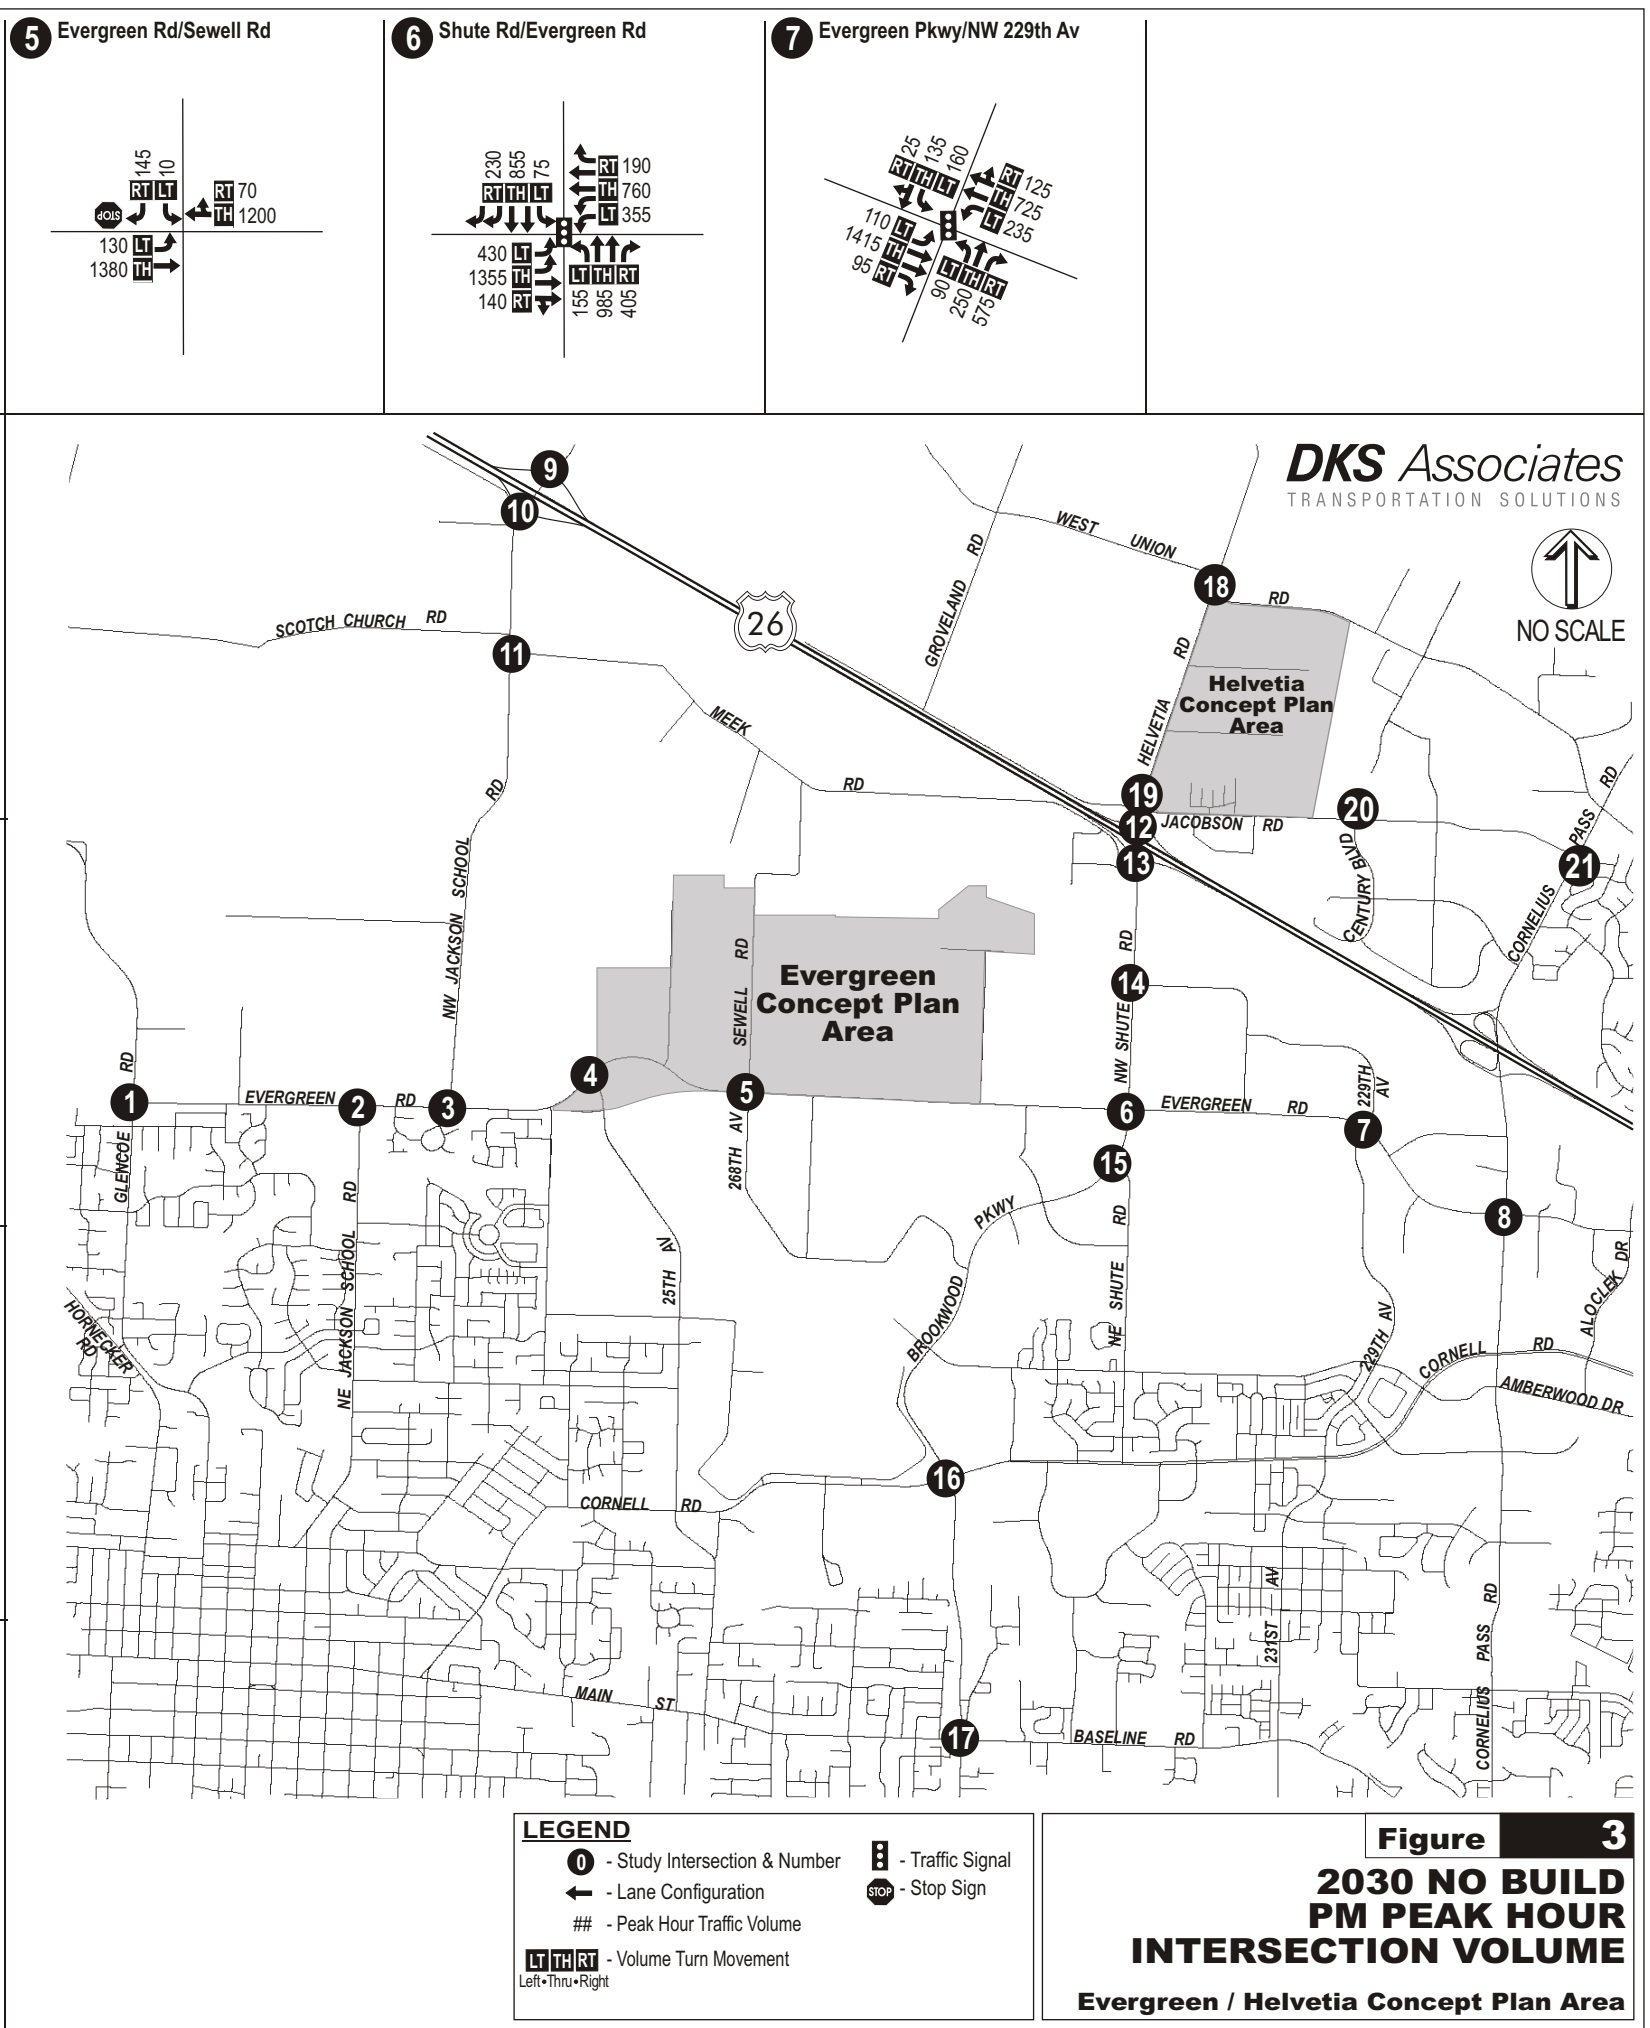 5 Evergreen Rd/Sewell Rd
145 10
RT LT
STOP
RT 70
TH 1200
130 LT
1380 TH
6 Shute Rd/Evergreen Rd
230 855 75
RT TH LT
RT 190
TH 760
LT 355
430 LT
1355 TH
140 RT
LT TH RT
155 985 405
7 Evergreen Pkwy/NW 229th Av
25 135 160
RT TH LT
RT 125
TH 725
LT 235
110 LT
1415 TH
95 RT
LT TH RT
90 250 575
DKS Associates
TRANSPORTATION SOLUTIONS
NO SCALE
9
10
26
WEST UNION RD
GROVELAND RD
18
SCOTCH CHURCH RD
11
HELVETIA RD
Helvetia
Concept Plan
Area
MEEK RD
19
12
13
JACOBSON RD
20
CENTURY BLVD
21
CORNELIUS PASS RD
NW JACKSON SCHOOL RD
SEWELL RD
Evergreen
Concept Plan
Area
14
NW SHUTE RD
229TH AV
1
EVERGREEN RD
2
3
4
5
6
EVERGREEN RD
7
8
15
GLENCOE RD
268TH AV
BROOKWOOD PKWY
NE SHUTE RD
25TH AV
NE JACKSON SCHOOL RD
HORNECKER RD
229TH AV
ALOCLEK DR
CORNELL RD
AMBERWOOD DR
16
CORNELL RD
231ST AV
CORNELIUS PASS RD
MAIN ST
17
BASELINE RD
LEGEND
0 - Study Intersection & Number
- Lane Configuration
## - Peak Hour Traffic Volume
LT TH RT - Volume Turn Movement
Left•Thru•Right
- Traffic Signal
STOP - Stop Sign
Figure 3
2030 NO BUILD
PM PEAK HOUR
INTERSECTION VOLUME
Evergreen / Helvetia Concept Plan Area